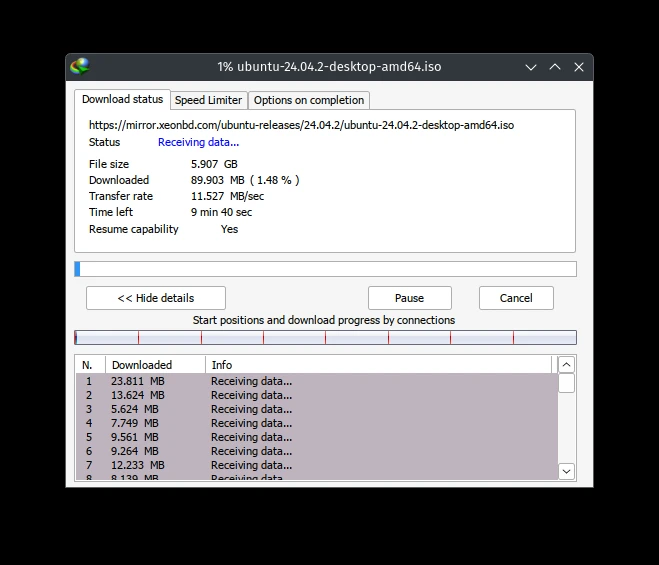 1% ubuntu-24.04.2-desktop-amd64.iso
Download status Speed Limiter Options on completion
https://mirror.xeonbd.com/ubuntu-releases/24.04.2/ubuntu-24.04.2-desktop-amd64.iso
Status Receiving data...
File size 5.907 GB
Downloaded 89.903 MB ( 1.48 % )
Transfer rate 11.527 MB/sec
Time left 9 min 40 sec
Resume capability Yes
<< Hide details Pause Cancel
Start positions and download progress by connections
N. Downloaded Info
1 23.811 MB Receiving data...
2 13.624 MB Receiving data...
3 5.624 MB Receiving data...
4 7.749 MB Receiving data...
5 9.561 MB Receiving data...
6 9.264 MB Receiving data...
7 12.233 MB Receiving data...
8 8.139 MB Receiving data...